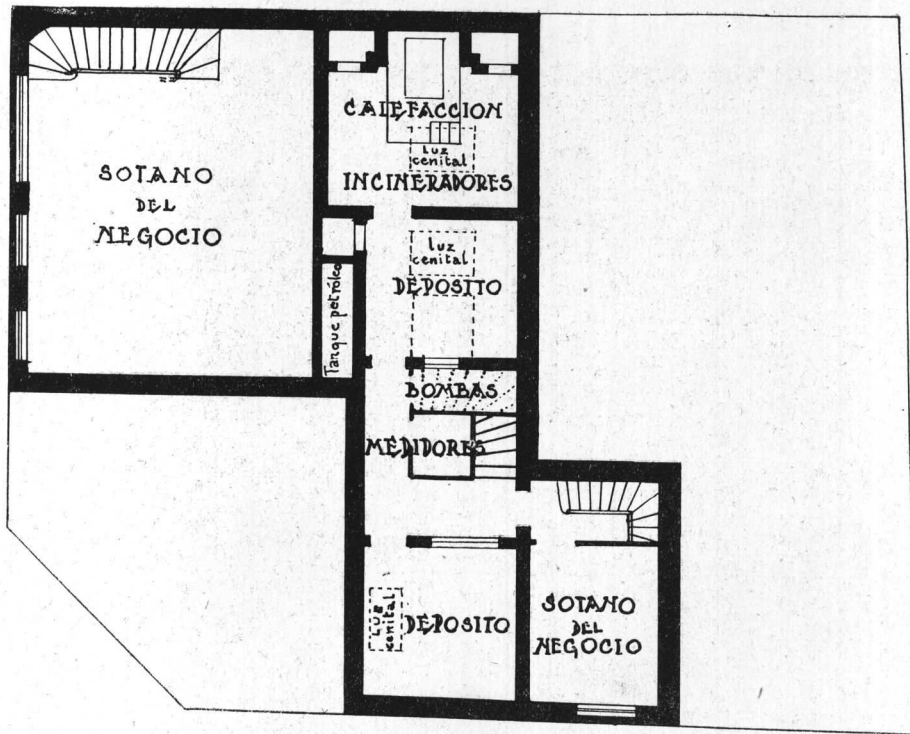 SOTANO
DEL
NEGOCIO
CALEFACCION
luz
cenital
INCINERADORES
luz
cenital
DEPOSITO
Tanque petróleo
BOMBAS
MEDIDORES
luz
cenital
DEPOSITO
SOTANO
DEL
NEGOCIO